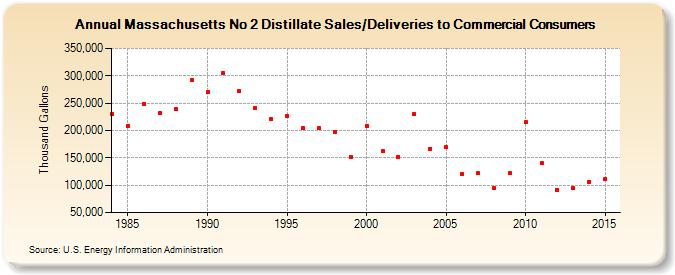 Annual Massachusetts No 2 Distillate Sales/Deliveries to Commercial Consumers
Thousand Gallons
350,000
300,000
250,000
200,000
150,000
100,000
50,000
1985 1990 1995 2000 2005 2010 2015
Source: U.S. Energy Information Administration